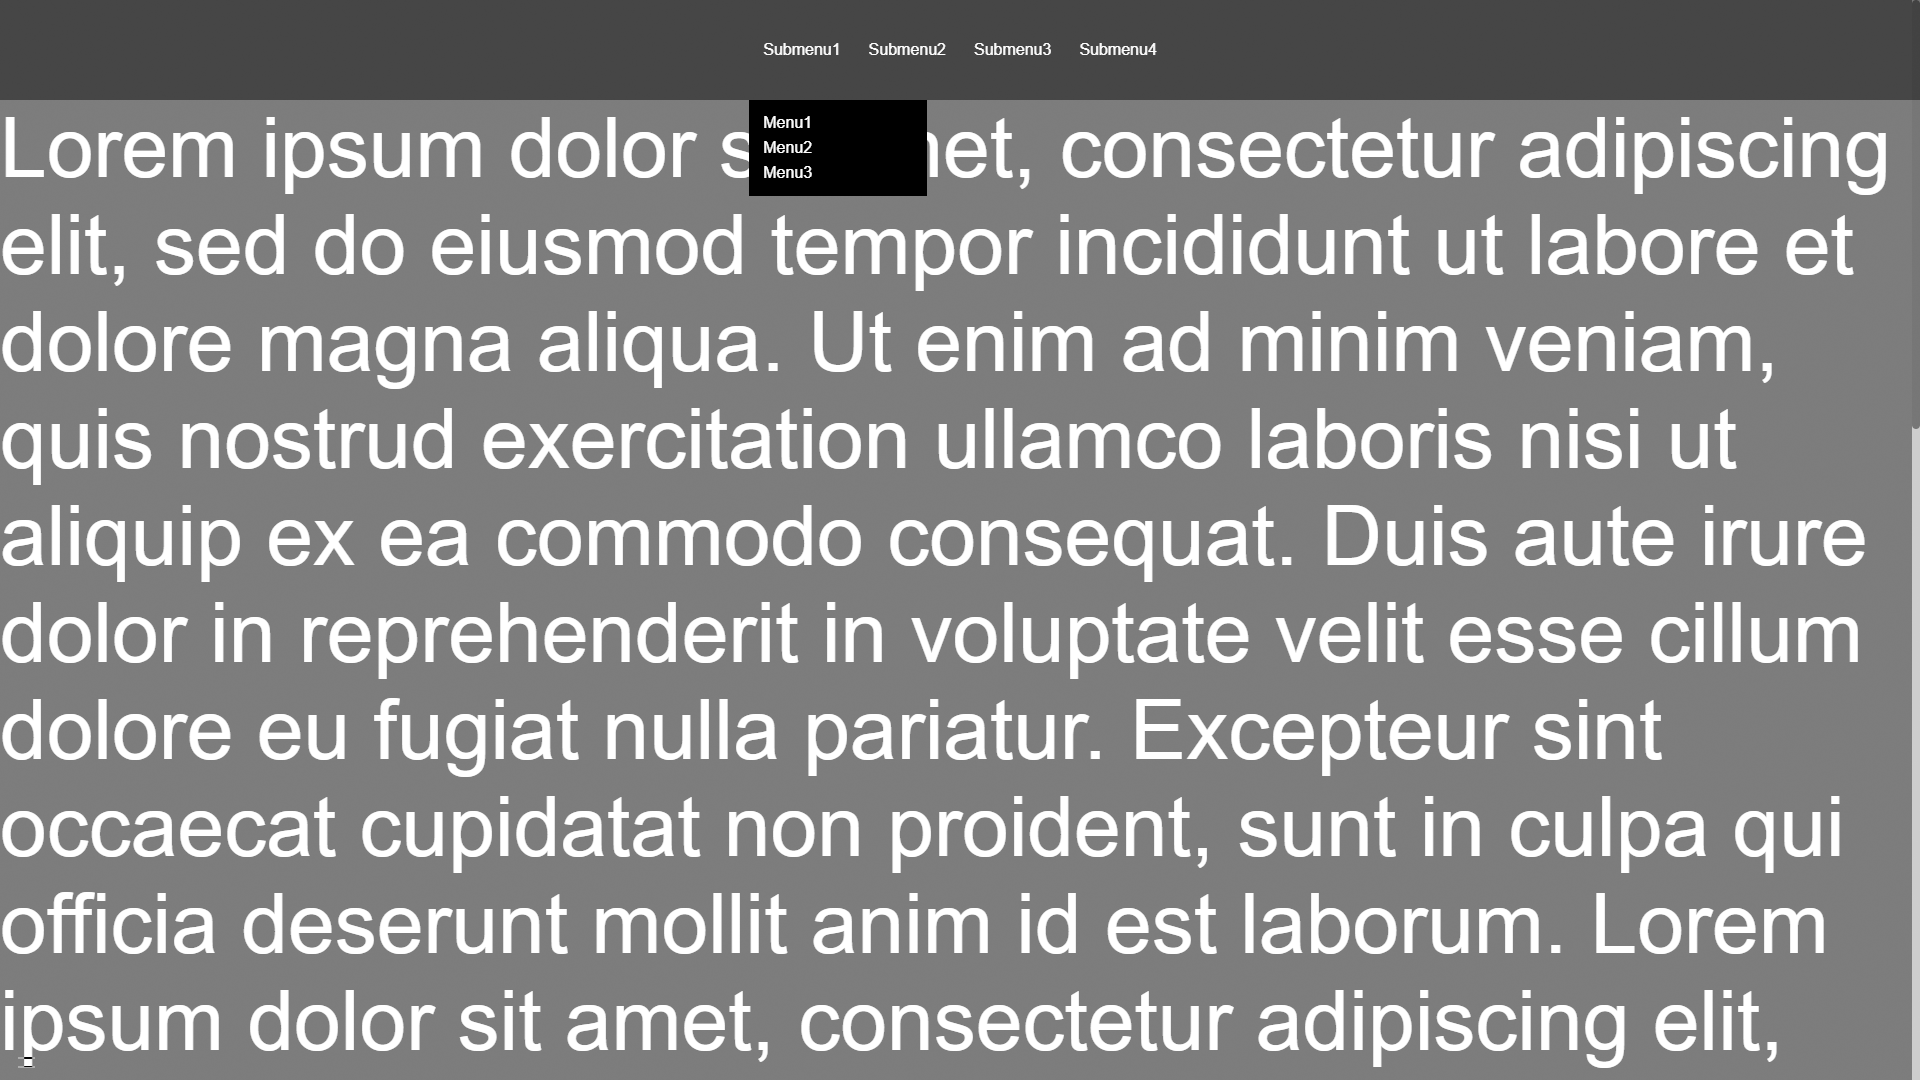 Submenu1 Submenu2 Submenu3 Submenu4
Menu1
Menu2
Menu3
Lorem ipsum dolor met, consectetur adipiscing
elit, sed do eiusmod tempor incididunt ut labore et
dolore magna aliqua. Ut enim ad minim veniam,
quis nostrud exercitation ullamco laboris nisi ut
aliquip ex ea commodo consequat. Duis aute irure
dolor in reprehenderit in voluptate velit esse cillum
dolore eu fugiat nulla pariatur. Excepteur sint
occaecat cupidatat non proident, sunt in culpa qui
officia deserunt mollit anim id est laborum. Lorem
ipsum dolor sit amet, consectetur adipiscing elit,